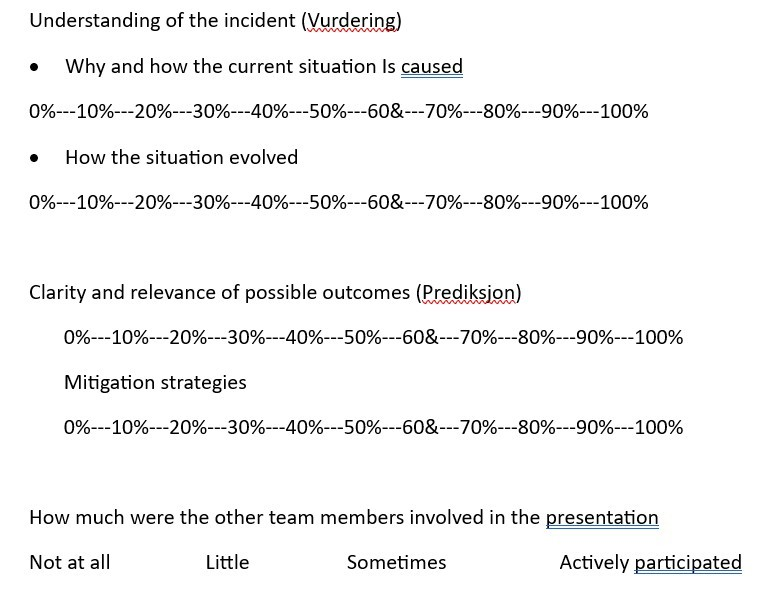 Understanding of the incident (Vurdering)
• Why and how the current situation Is caused
0%---10%---20%---30%---40%---50%---60&---70%---80%---90%---100%
• How the situation evolved
0%---10%---20%---30%---40%---50%---60&---70%---80%---90%---100%
Clarity and relevance of possible outcomes (Prediksjon)
0%---10%---20%---30%---40%---50%---60&---70%---80%---90%---100%
Mitigation strategies
0%---10%---20%---30%---40%---50%---60&---70%---80%---90%---100%
How much were the other team members involved in the presentation
Not at all Little Sometimes Actively participated